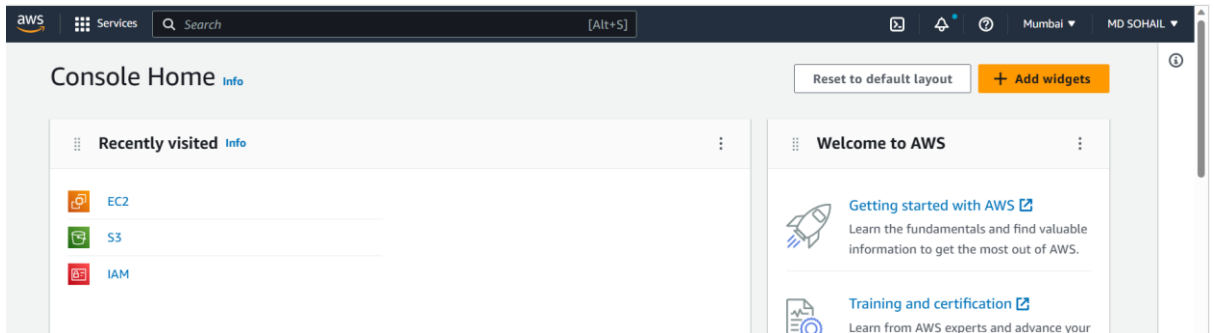 aws Services Search [Alt+S] Mumbai ▼ MD SOHAIL ▼
Console Home Info
Reset to default layout
+ Add widgets
Recently visited Info
EC2
S3
IAM
Welcome to AWS
Getting started with AWS
Learn the fundamentals and find valuable
information to get the most out of AWS.
Training and certification
Learn from AWS experts and advance your